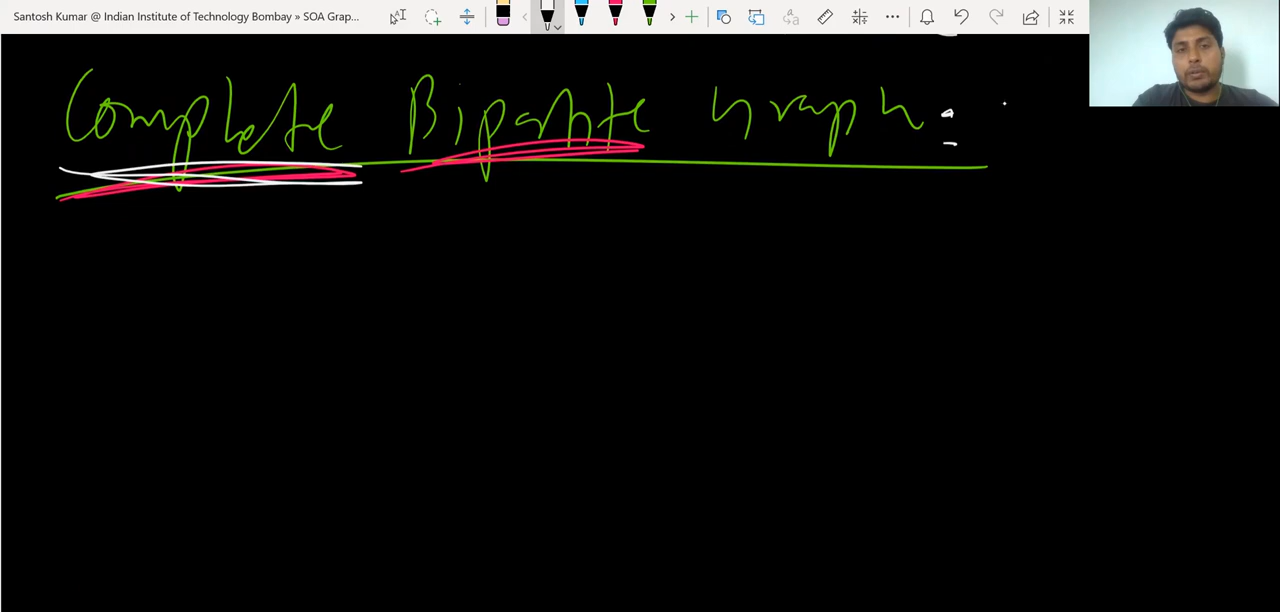 Santosh Kumar @ Indian Institute of Technology Bombay » SOA Grap...
Complete Bipartite Graph :